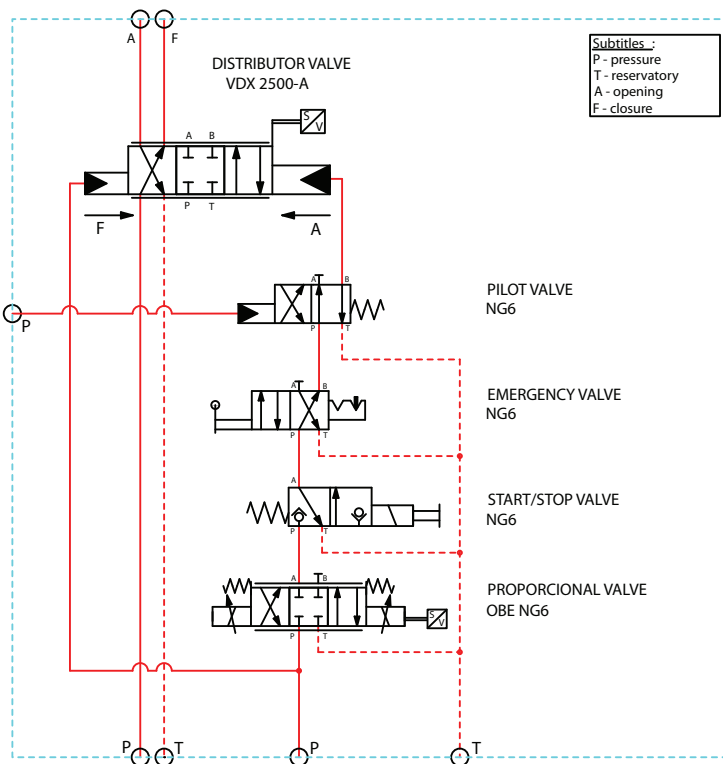 A
F
DISTRIBUTOR VALVE
VDX 2500-A
Subtitles :
P - pressure
T - reservatory
A - opening
F - closure
S
V
A B
P T
F
A
A B
PILOT VALVE
NG6
P
P T
A B
EMERGENCY VALVE
NG6
P T
A
START/STOP VALVE
NG6
P T
A B
PROPORCIONAL VALVE
OBE NG6
S
V
P T
P
T
P
T